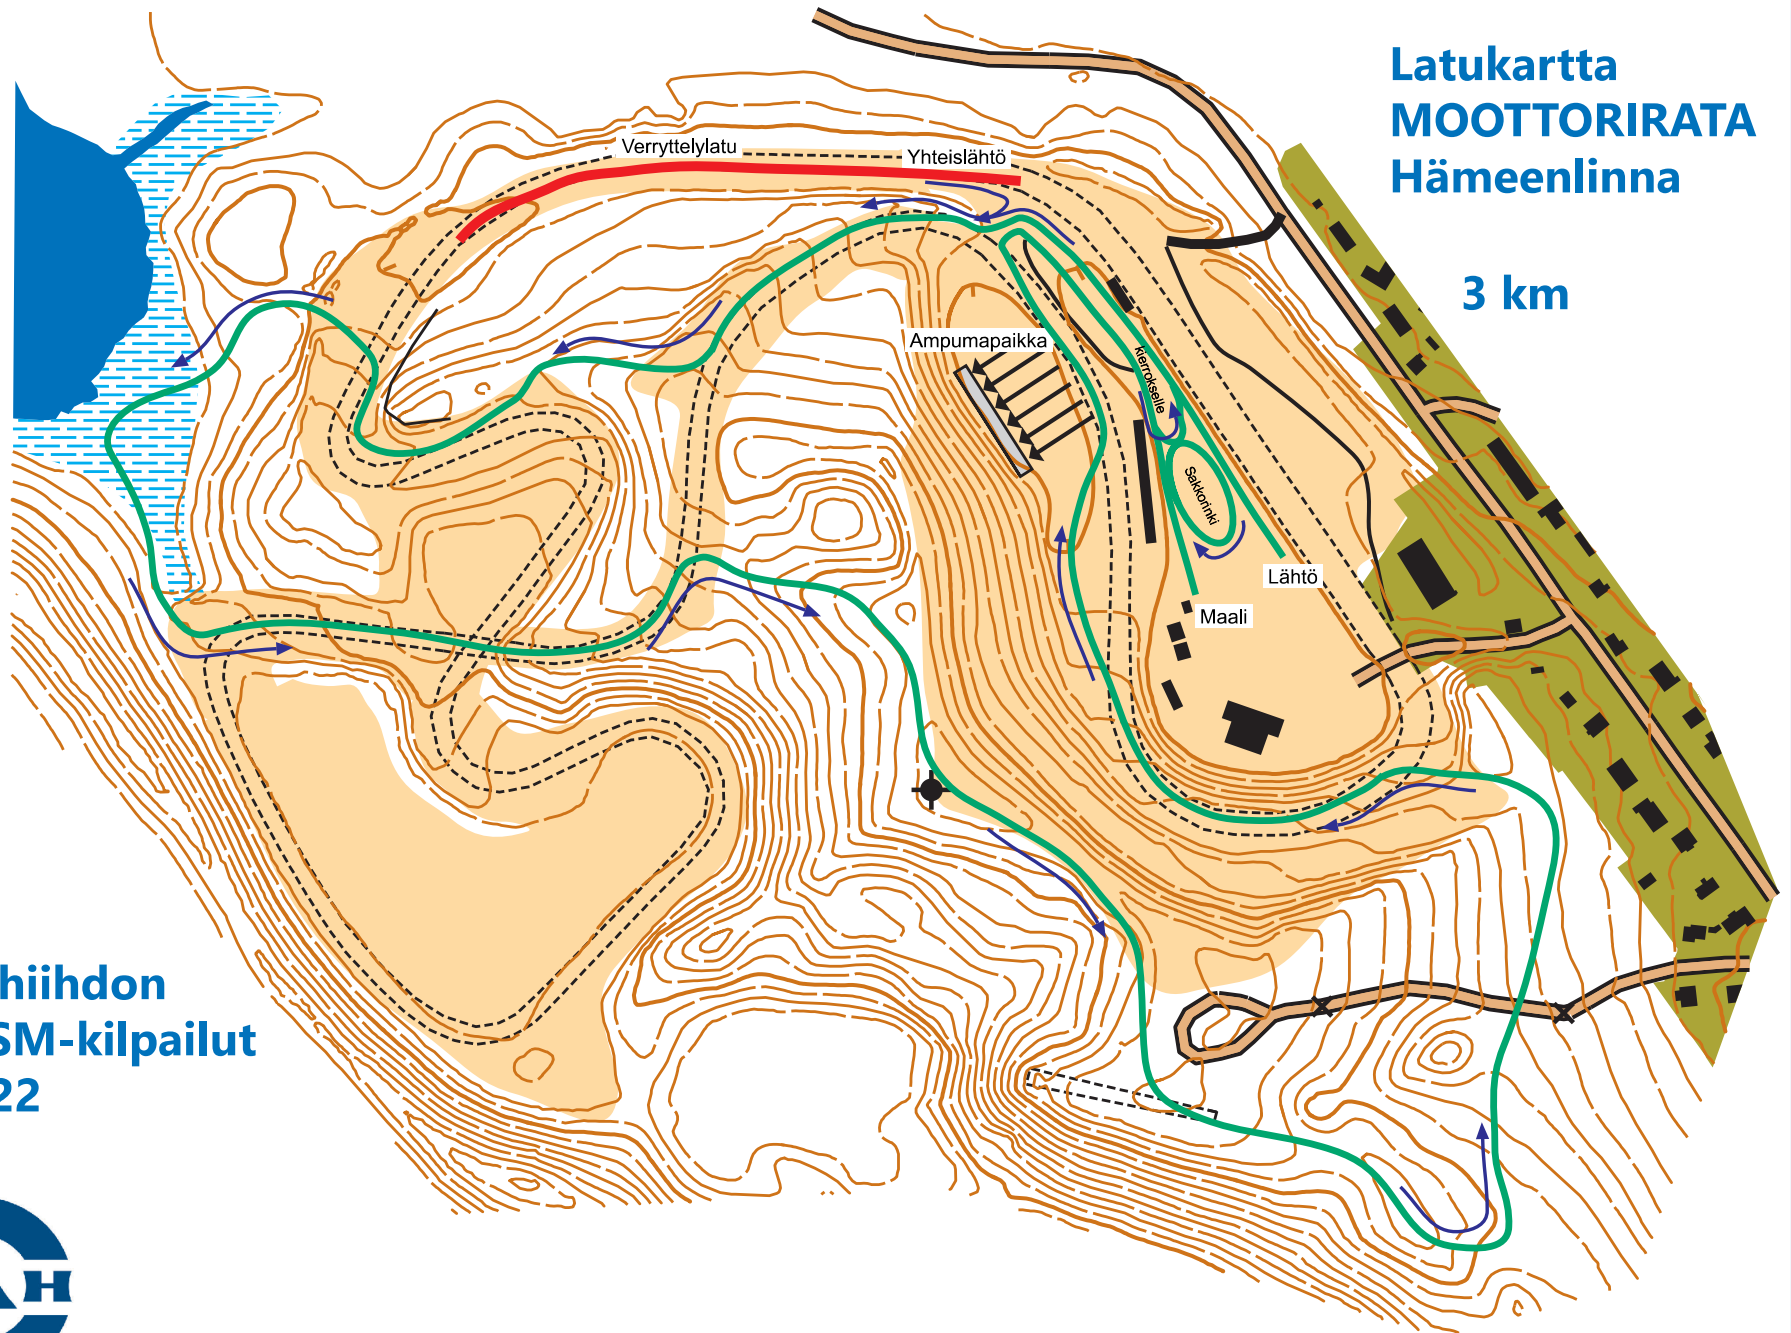 Latukartta
MOOTTORIRATA
Hämeenlinna
3 km
Verryttelylatu
Yhteislähtö
Ampumapaikka
kierrokselle
Sakkorinki
Lähtö
Maali
hiihdon
SM-kilpailut
22
H